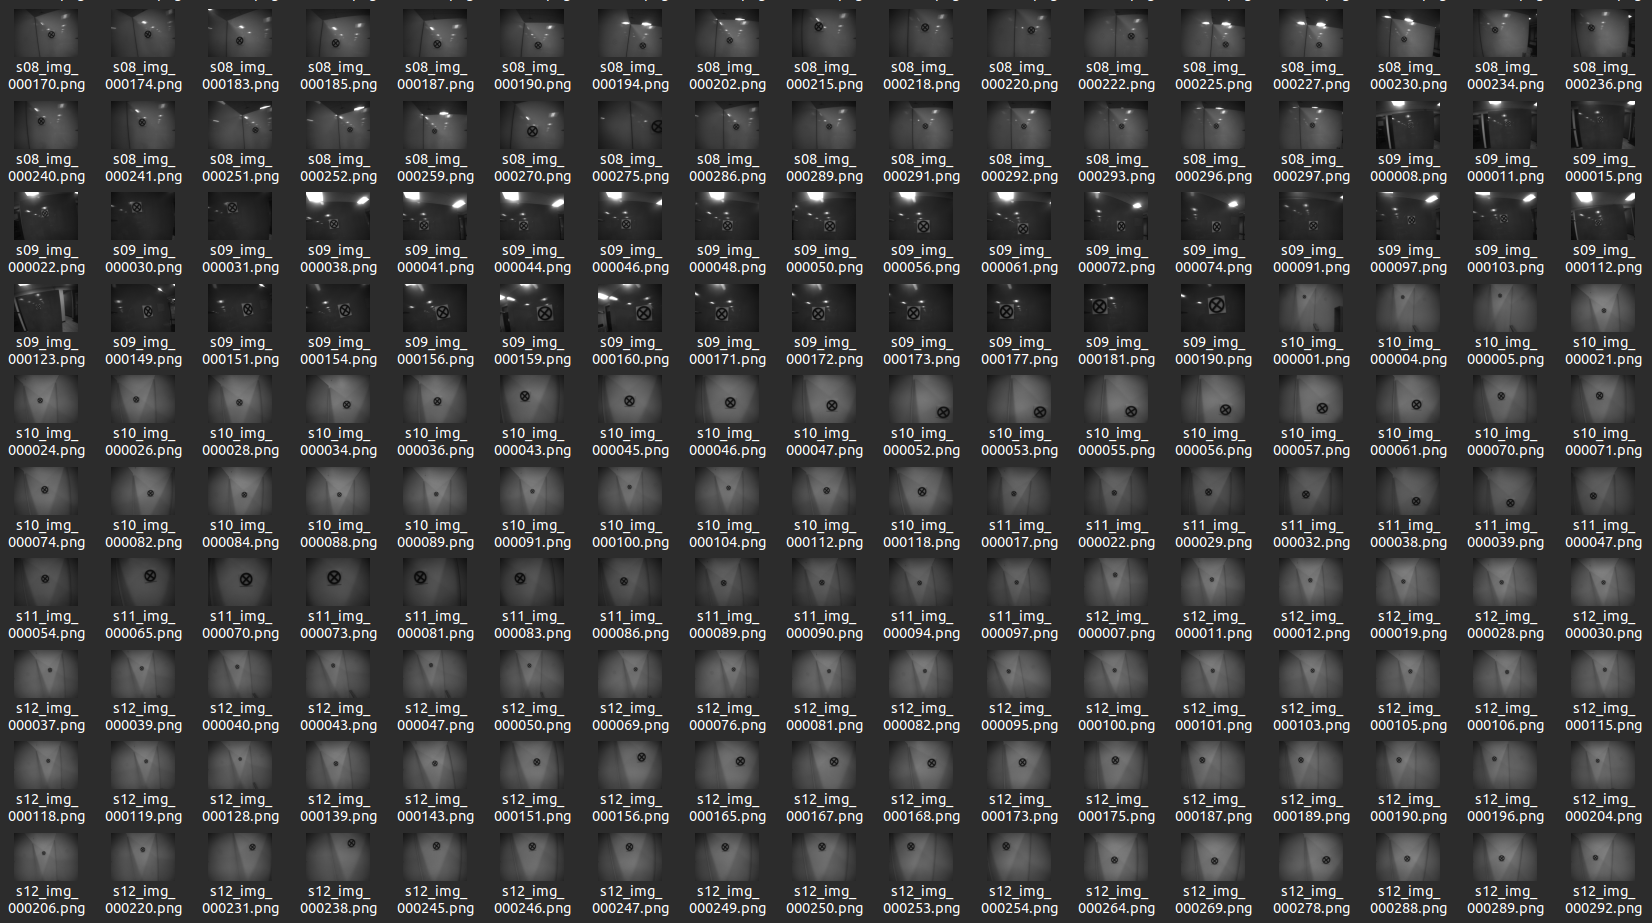 s08_img_ s08_img_ s08_img_ s08_img_ s08_img_ s08_img_ s08_img_ s08_img_ s08_img_ s08_img_ s08_img_ s08_img_ s08_img_ s08_img_ s08_img_ s08_img_ s08_img_
000170.png 000174.png 000183.png 000185.png 000187.png 000190.png 000194.png 000202.png 000215.png 000218.png 000220.png 000222.png 000225.png 000227.png 000230.png 000234.png 000236.png
s08_img_ s08_img_ s08_img_ s08_img_ s08_img_ s08_img_ s08_img_ s08_img_ s08_img_ s08_img_ s08_img_ s08_img_ s08_img_ s08_img_ s09_img_ s09_img_ s09_img_
000240.png 000241.png 000251.png 000252.png 000259.png 000270.png 000275.png 000286.png 000289.png 000291.png 000292.png 000293.png 000296.png 000297.png 000008.png 000011.png 000015.png
s09_img_ s09_img_ s09_img_ s09_img_ s09_img_ s09_img_ s09_img_ s09_img_ s09_img_ s09_img_ s09_img_ s09_img_ s09_img_ s09_img_ s09_img_ s09_img_ s09_img_
000022.png 000030.png 000031.png 000038.png 000041.png 000044.png 000046.png 000048.png 000050.png 000056.png 000061.png 000072.png 000074.png 000091.png 000097.png 000103.png 000112.png
s09_img_ s09_img_ s09_img_ s09_img_ s09_img_ s09_img_ s09_img_ s09_img_ s09_img_ s09_img_ s09_img_ s09_img_ s09_img_ s10_img_ s10_img_ s10_img_ s10_img_
000123.png 000149.png 000151.png 000154.png 000156.png 000159.png 000160.png 000171.png 000172.png 000173.png 000177.png 000181.png 000190.png 000001.png 000004.png 000005.png 000021.png
s10_img_ s10_img_ s10_img_ s10_img_ s10_img_ s10_img_ s10_img_ s10_img_ s10_img_ s10_img_ s10_img_ s10_img_ s10_img_ s10_img_ s10_img_ s10_img_ s10_img_
000024.png 000026.png 000028.png 000034.png 000036.png 000043.png 000045.png 000046.png 000047.png 000052.png 000053.png 000055.png 000056.png 000057.png 000061.png 000070.png 000071.png
s10_img_ s10_img_ s10_img_ s10_img_ s10_img_ s10_img_ s10_img_ s10_img_ s10_img_ s10_img_ s11_img_ s11_img_ s11_img_ s11_img_ s11_img_ s11_img_ s11_img_
000074.png 000082.png 000084.png 000088.png 000089.png 000091.png 000100.png 000104.png 000112.png 000118.png 000017.png 000022.png 000029.png 000032.png 000038.png 000039.png 000047.png
s11_img_ s11_img_ s11_img_ s11_img_ s11_img_ s11_img_ s11_img_ s11_img_ s11_img_ s11_img_ s11_img_ s12_img_ s12_img_ s12_img_ s12_img_ s12_img_ s12_img_
000054.png 000065.png 000070.png 000073.png 000081.png 000083.png 000086.png 000089.png 000090.png 000094.png 000097.png 000007.png 000011.png 000012.png 000019.png 000028.png 000030.png
s12_img_ s12_img_ s12_img_ s12_img_ s12_img_ s12_img_ s12_img_ s12_img_ s12_img_ s12_img_ s12_img_ s12_img_ s12_img_ s12_img_ s12_img_ s12_img_ s12_img_
000037.png 000039.png 000040.png 000043.png 000047.png 000050.png 000069.png 000076.png 000081.png 000082.png 000095.png 000100.png 000101.png 000103.png 000105.png 000106.png 000115.png
s12_img_ s12_img_ s12_img_ s12_img_ s12_img_ s12_img_ s12_img_ s12_img_ s12_img_ s12_img_ s12_img_ s12_img_ s12_img_ s12_img_ s12_img_ s12_img_ s12_img_
000118.png 000119.png 000128.png 000139.png 000143.png 000151.png 000156.png 000165.png 000167.png 000168.png 000173.png 000175.png 000187.png 000189.png 000190.png 000196.png 000204.png
s12_img_ s12_img_ s12_img_ s12_img_ s12_img_ s12_img_ s12_img_ s12_img_ s12_img_ s12_img_ s12_img_ s12_img_ s12_img_ s12_img_ s12_img_ s12_img_ s12_img_
000206.png 000220.png 000231.png 000238.png 000245.png 000246.png 000247.png 000249.png 000250.png 000253.png 000254.png 000264.png 000269.png 000278.png 000288.png 000289.png 000292.png